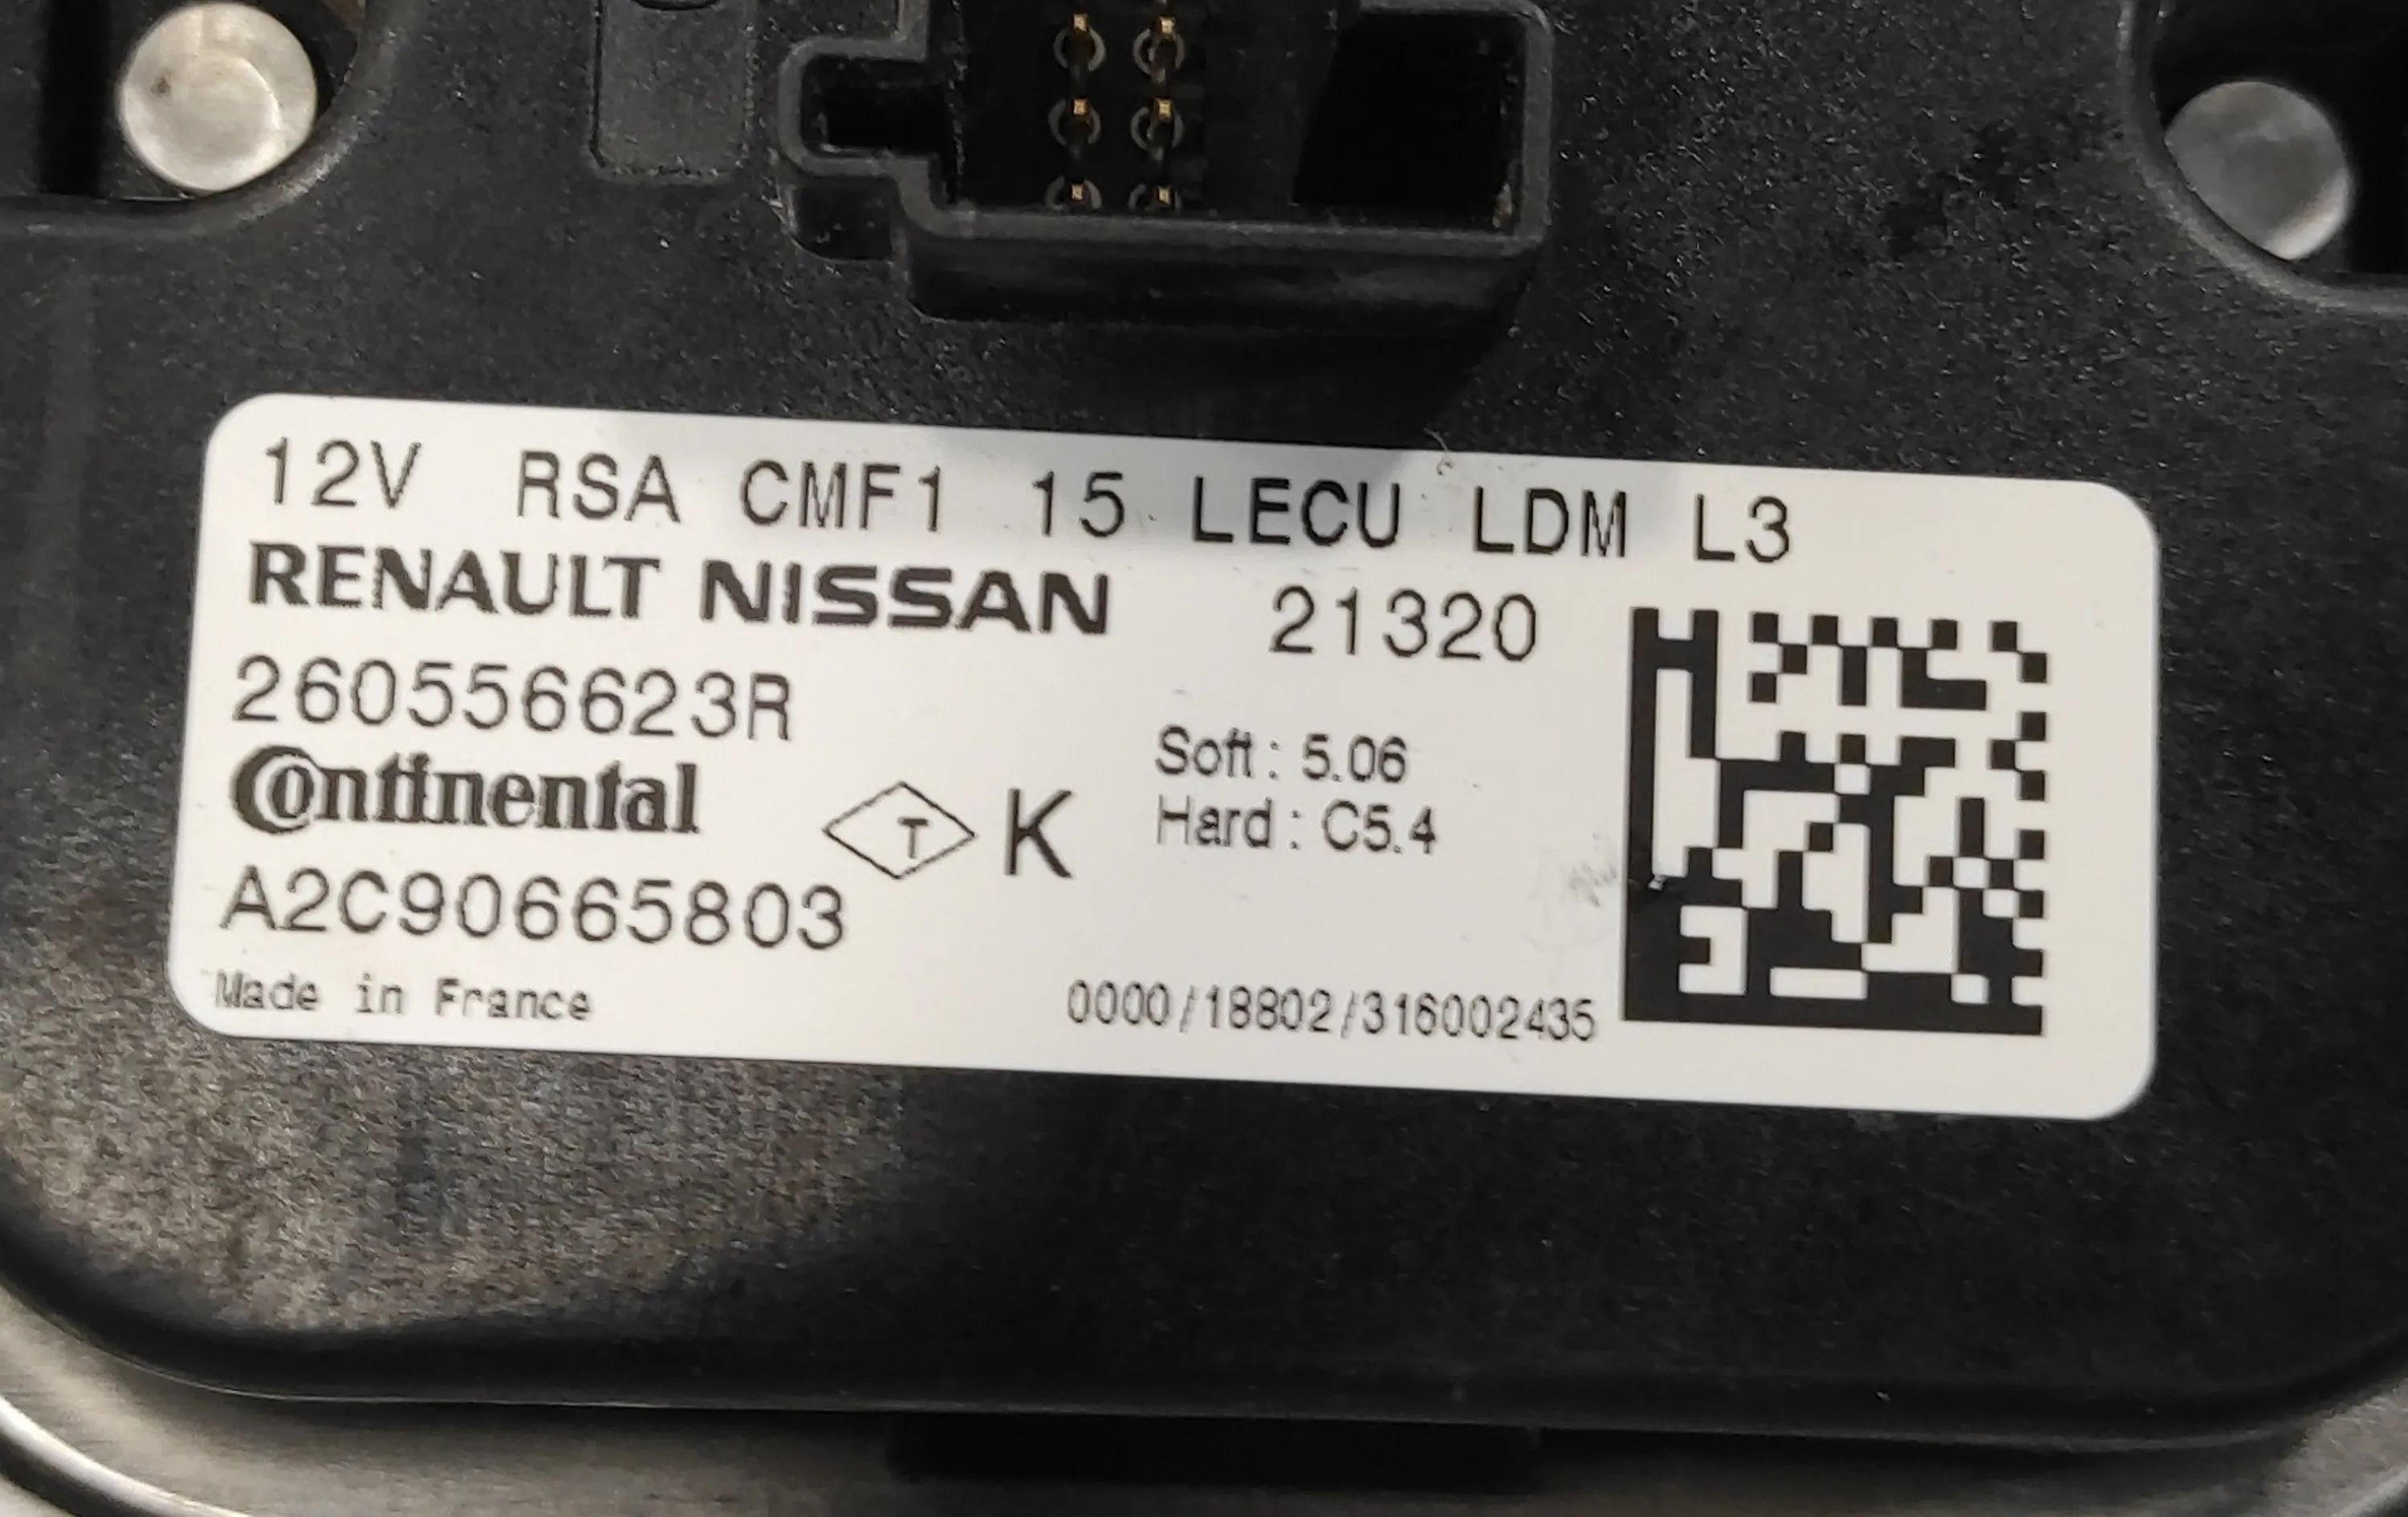 12V RSA CMF1 15 LECU LDM L3
RENAULT NISSAN 21320
260556623R
Soft : 5.06
Continental T K Hard : C5.4
A2C90665803
Made in France 0000/18802/316002435